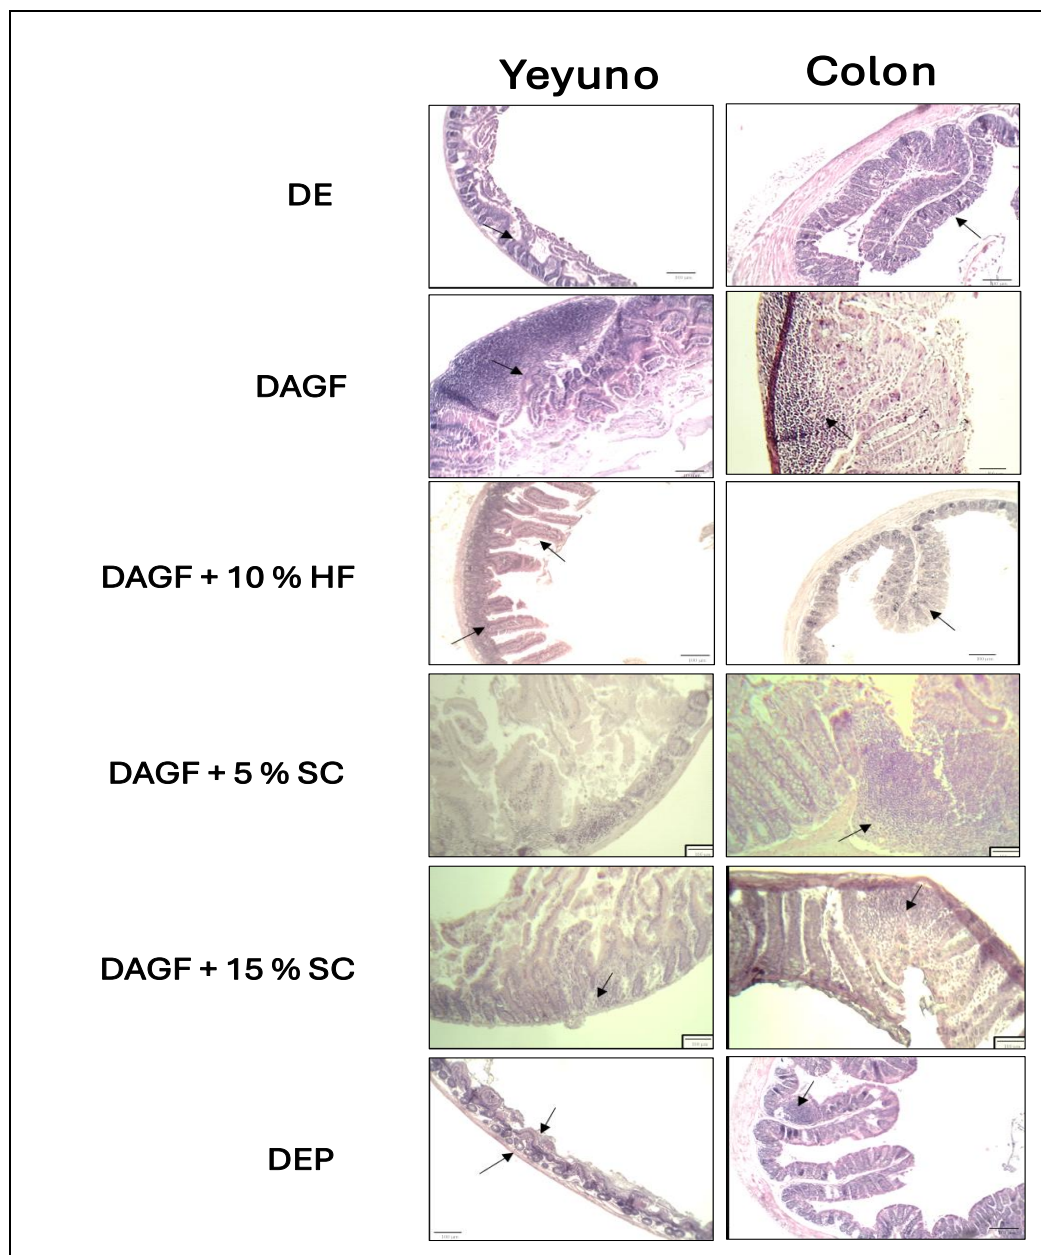 Yeyuno Colon
DE
DAGF
DAGF + 10 % HF
DAGF + 5 % SC
DAGF + 15 % SC
DEP